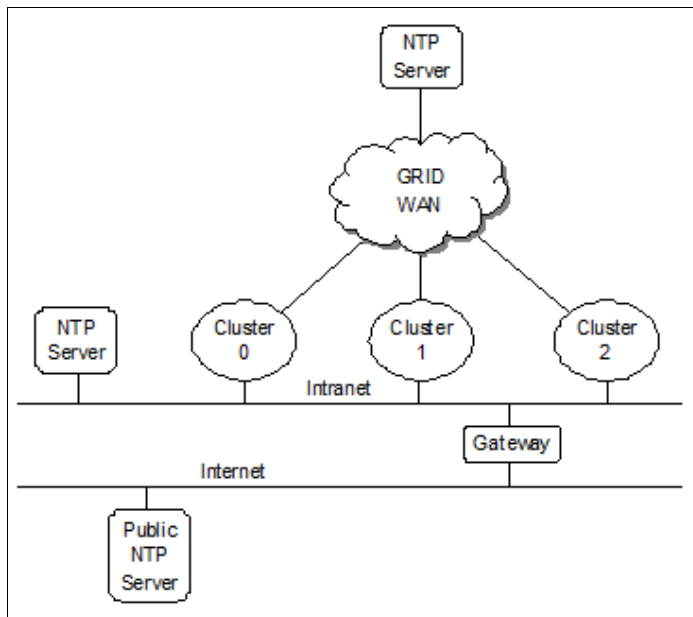 NTP
Server
GRID
WAN
NTP
Server
Cluster
0
Cluster
1
Cluster
2
Intranet
Gateway
Internet
Public
NTP
Server